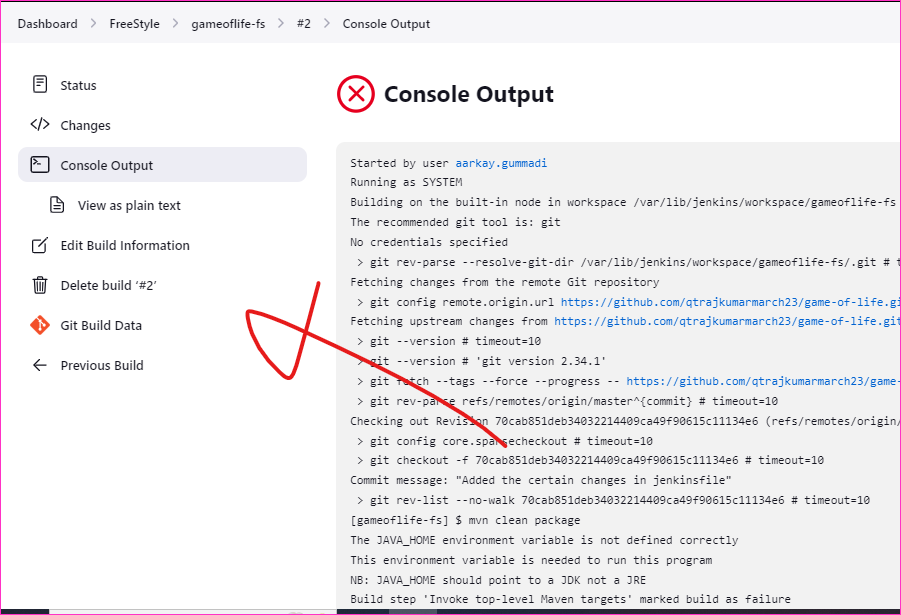 Dashboard > FreeStyle > gameoflife-fs > #2 > Console Output
Status
Changes
Console Output
View as plain text
Edit Build Information
Delete build ‘#2’
Git Build Data
Previous Build
Console Output
Started by user aarkay.gummadi
Running as SYSTEM
Building on the built-in node in workspace /var/lib/jenkins/workspace/gameoflife-fs
The recommended git tool is: git
No credentials specified
> git rev-parse --resolve-git-dir /var/lib/jenkins/workspace/gameoflife-fs/.git # t
Fetching changes from the remote Git repository
> git config remote.origin.url https://github.com/qtrajkumarmarch23/game-of-life.gi
Fetching upstream changes from https://github.com/qtrajkumarmarch23/game-of-life.git
> git --version # timeout=10
> git --version # 'git version 2.34.1'
> git fetch --tags --force --progress -- https://github.com/qtrajkumarmarch23/game-
> git rev-parse refs/remotes/origin/master^{commit} # timeout=10
Checking out Revision 70cab851deb34032214409ca49f90615c11134e6 (refs/remotes/origin/
> git config core.sparsecheckout # timeout=10
> git checkout -f 70cab851deb34032214409ca49f90615c11134e6 # timeout=10
Commit message: "Added the certain changes in jenkinsfile"
> git rev-list --no-walk 70cab851deb34032214409ca49f90615c11134e6 # timeout=10
[gameoflife-fs] $ mvn clean package
The JAVA_HOME environment variable is not defined correctly
This environment variable is needed to run this program
NB: JAVA_HOME should point to a JDK not a JRE
Build step 'Invoke top-level Maven targets' marked build as failure